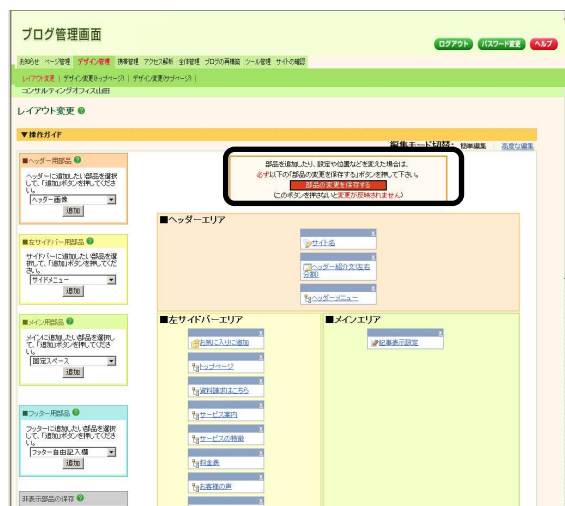 ブログ管理画面
ログアウト パスワード変更 ヘルプ
お知らせ ページ管理 デザイン管理 携帯管理 アクセス解析 全体管理 ブログの再構築 ツール管理 サイトの確認
レイアウト変更 | デザイン変更(トップページ) | デザイン変更(サブページ) |
コンサルティングオフィス山田
レイアウト変更
▼操作ガイド
編集モード切替: 簡単編集 高度な編集
■ヘッダー用部品
ヘッダーに追加したい部品を選択
して、「追加」ボタンを押してくださ
い。
ヘッダー画像
追加
部品を追加したり、設定や位置などを変えた場合は、
必ず以下の「部品の変更を保存する」ボタンを押して下さい。
部品の変更を保存する
(このボタンを押さないと変更が反映されません)
■ヘッダーエリア
x
サイト名
x
ヘッダー紹介文(左右
分割)
x
ヘッダーメニュー
■左サイドバー用部品
サイドバーに追加したい部品を選
択して、「追加」ボタンを押してくだ
さい。
サイドメニュー
追加
■メイン用部品
メインに追加したい部品を選択し
て、「追加」ボタンを押してくださ
い。
固定スペース
追加
■フッター用部品
フッターに追加したい部品を選択
して、「追加」ボタンを押してくださ
い。
フッター自由記入欄
追加
非表示部品の保存
■左サイドバーエリア
x
お気に入りに追加
x
トップページ
x
資料請求はこちら
x
サービス案内
x
サービスの特徴
x
料金表
x
お客様の声
x
■メインエリア
x
記事表示設定